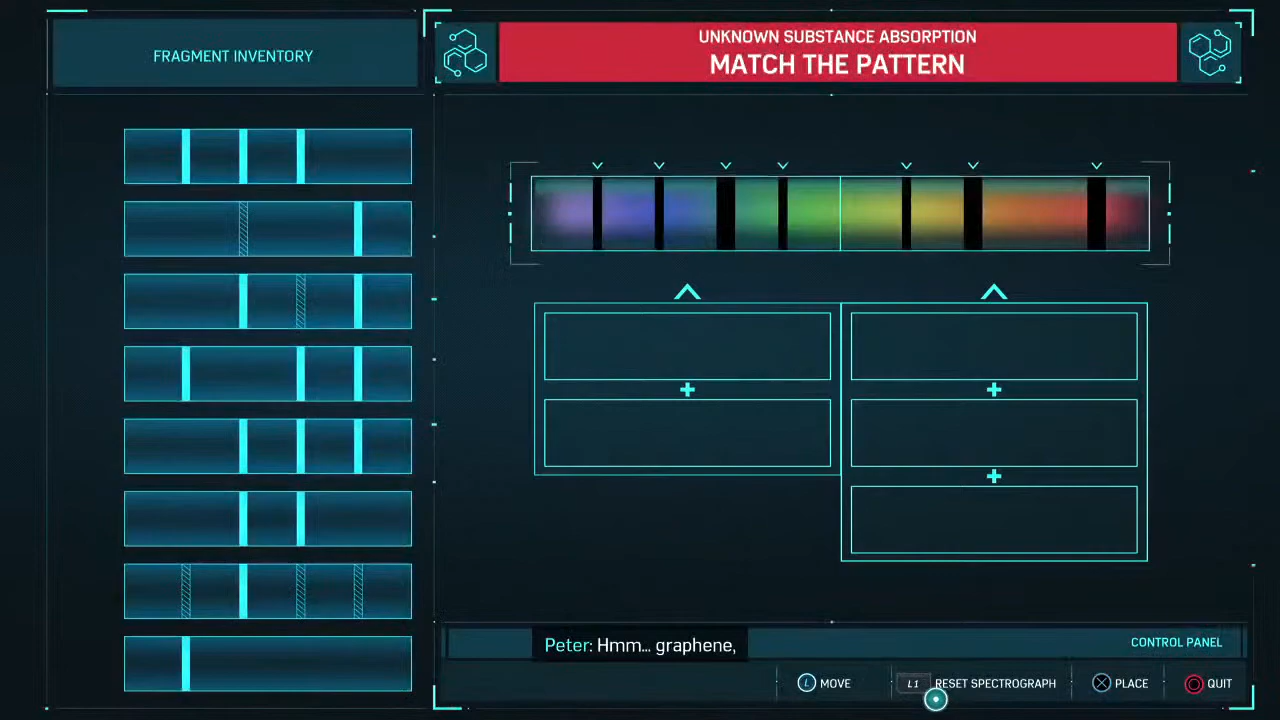 FRAGMENT INVENTORY
UNKNOWN SUBSTANCE ABSORPTION
MATCH THE PATTERN
Peter: Hmm... graphene,
CONTROL PANEL
L MOVE
L1 RESET SPECTROGRAPH
PLACE
QUIT